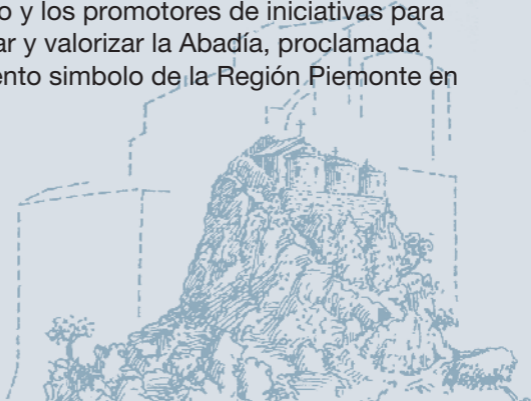 o y los promotores de iniciativas para
ar y valorizar la Abadía, proclamada
ento simbolo de la Región Piemonte en